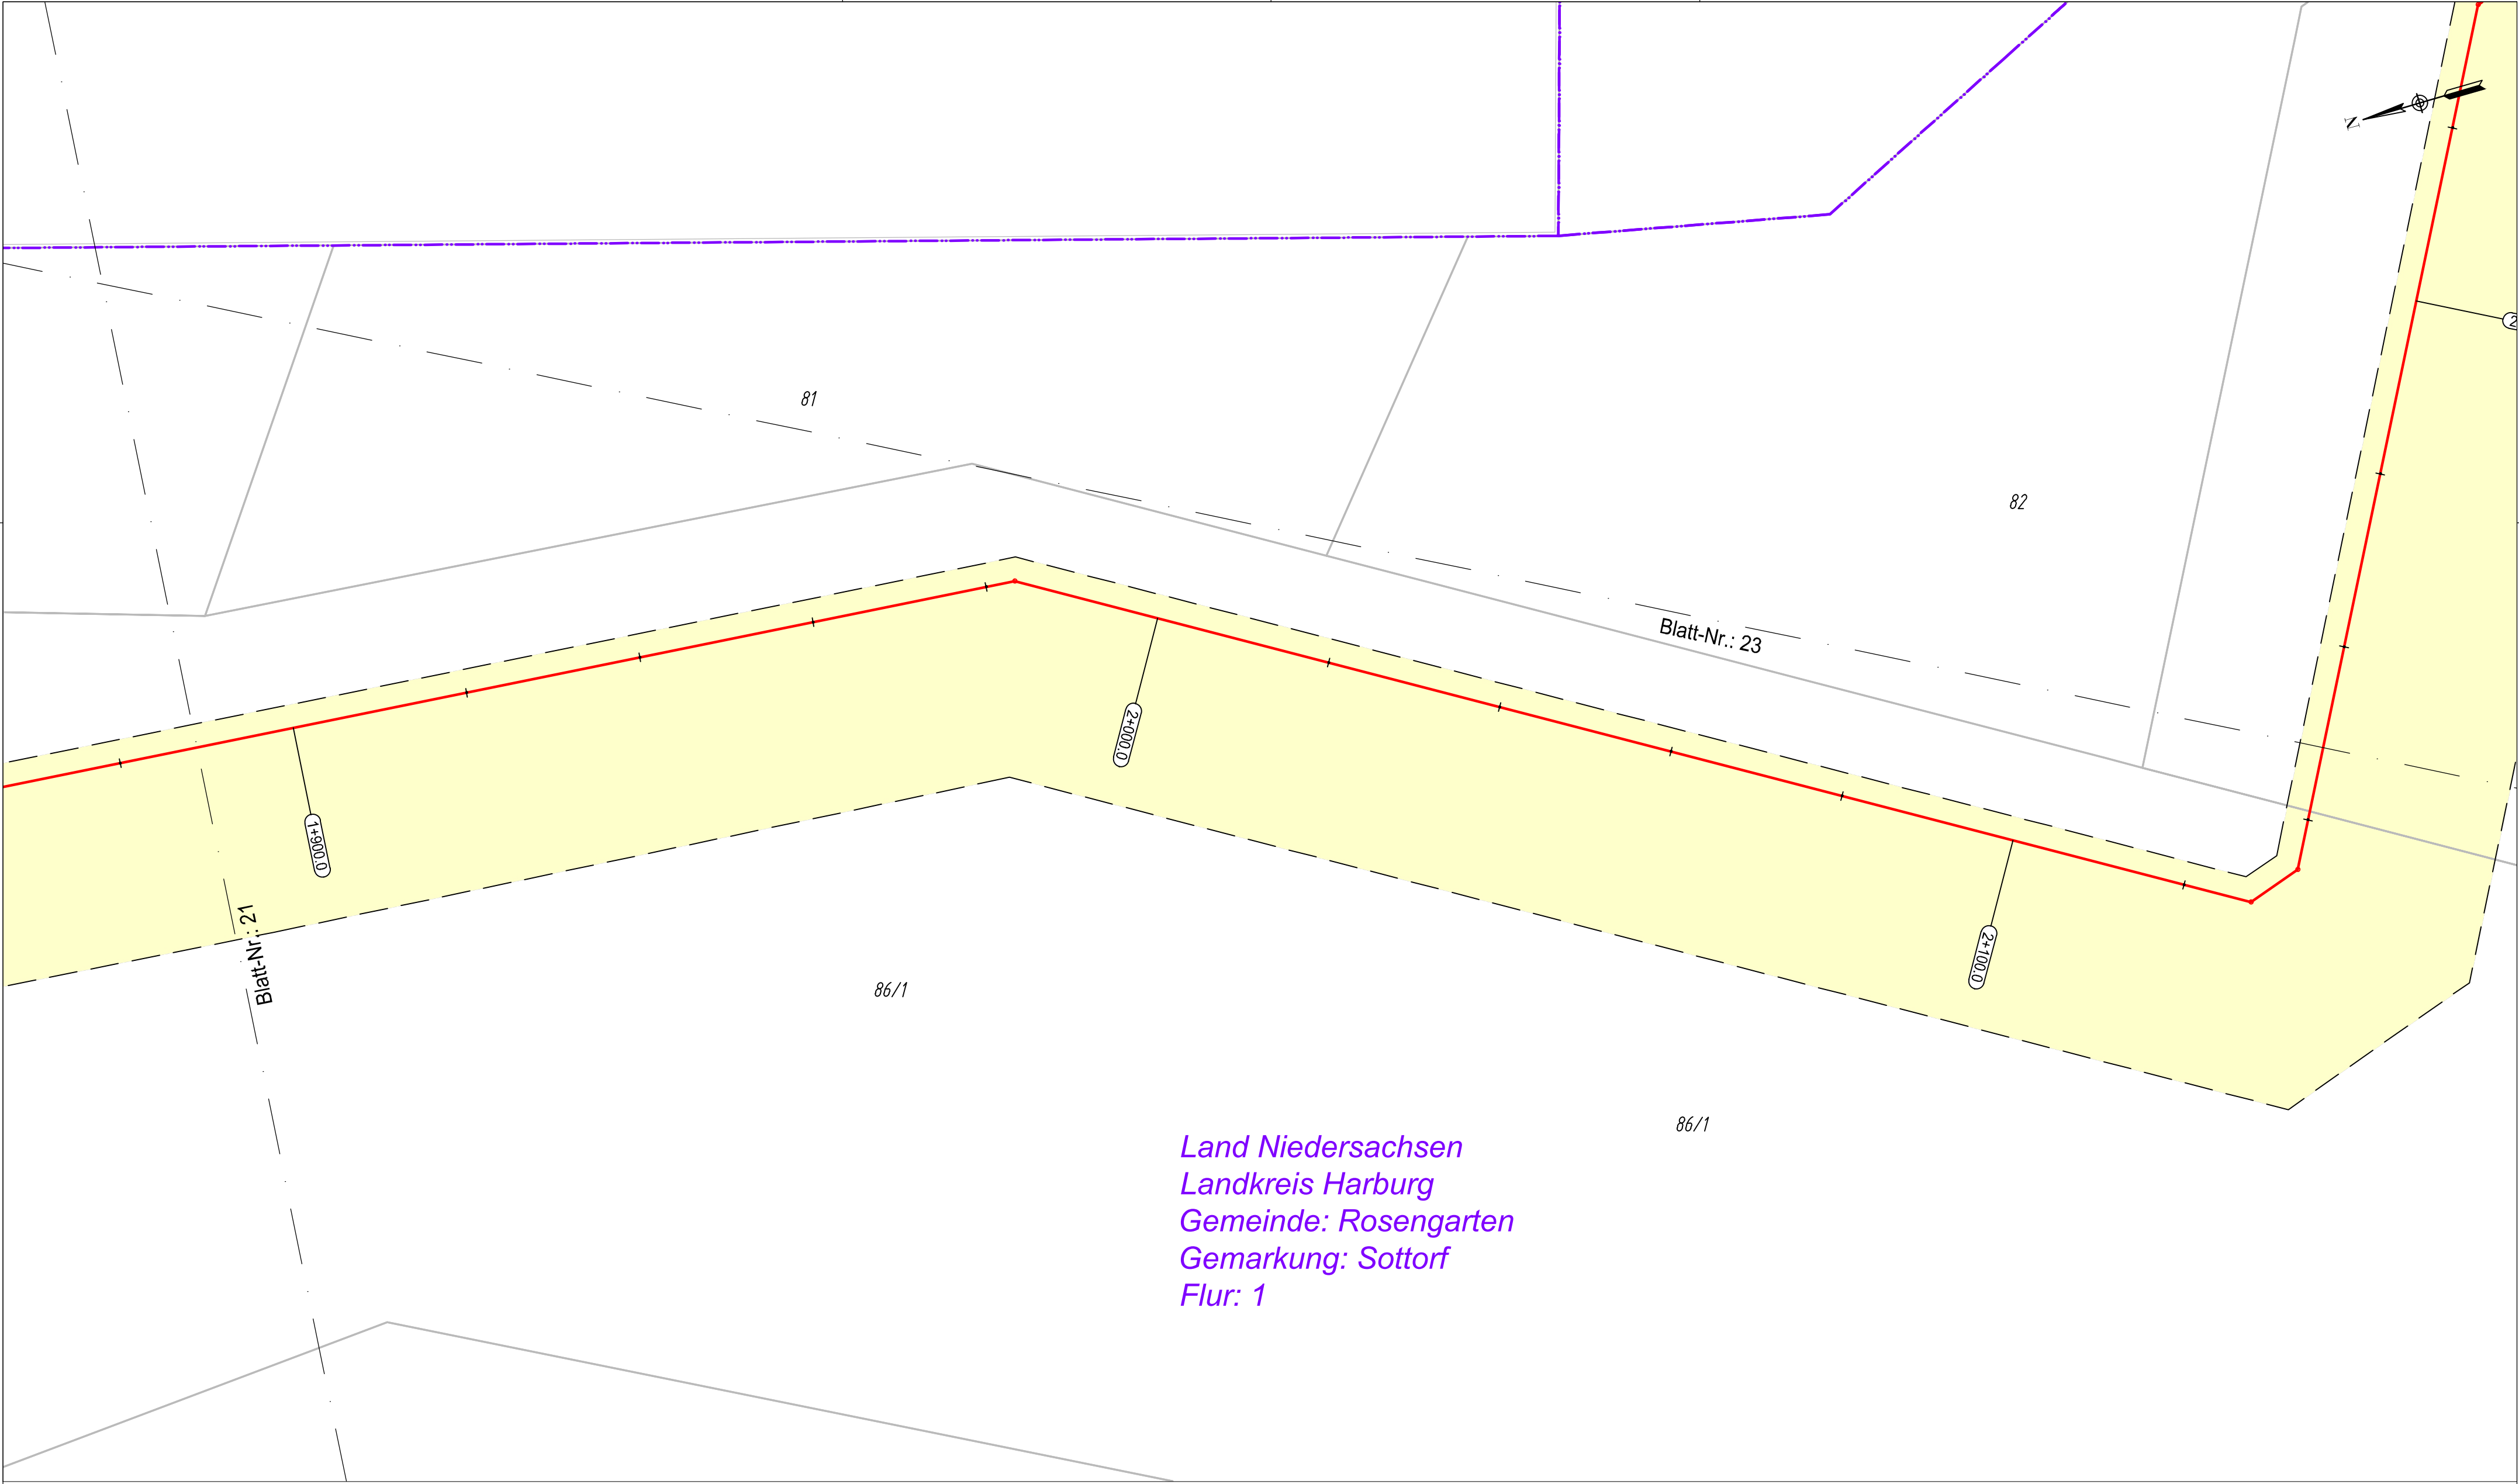 N
2
81
82
Blatt-Nr.: 23
2+000.0
1+900.0
Blatt-Nr.: 21
2+100.0
86/1
86/1
Land Niedersachsen
Landkreis Harburg
Gemeinde: Rosengarten
Gemarkung: Sottorf
Flur: 1